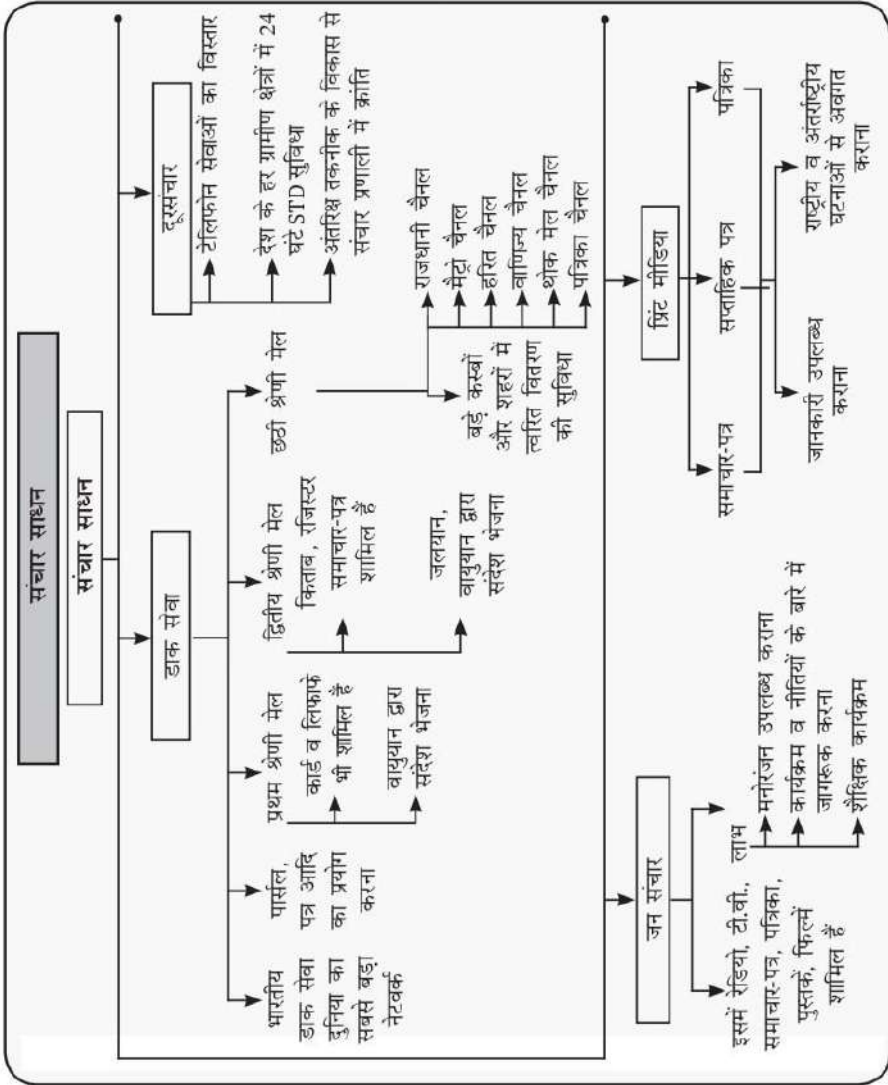 संचार साधन
संचार साधन
डाक सेवा
भारतीय
डाक सेवा
दुनिया का
सबसे बड़ा
नेटवर्क
पार्सल,
पत्र आदि
का प्रयोग
करना
प्रथम श्रेणी मेल
कार्ड व लिफाफे
भी शामिल हैं
वायुयान द्वारा
संदेश भेजना
द्वितीय श्रेणी मेल
किताब, रजिस्टर
समाचार-पत्र
शामिल हैं
जलयान,
वायुयान द्वारा
संदेश भेजना
छठी श्रेणी मेल
बड़े कस्बों
और शहरों में
त्वरित वितरण
की सुविधा
राजधानी चैनल
मैट्रो चैनल
हरित चैनल
वाणिज्य चैनल
थोक मेल चैनल
पत्रिका चैनल
दूरसंचार
टेलिफोन सेवाओं का विस्तार
देश के हर ग्रामीण क्षेत्रों में 24
घंटे STD सुविधा
अंतरिक्ष तकनीक के विकास से
संचार प्रणाली में क्रांति
जन संचार
इसमें रेडियो, टी.वी.,
समाचार-पत्र, पत्रिका,
पुस्तकें, फिल्में
शामिल हैं
लाभ
मनोरंजन उपलब्ध कराना
कार्यक्रम व नीतियों के बारे में
जागरूक करना
शैक्षिक कार्यक्रम
प्रिंट मीडिया
समाचार-पत्र
सप्ताहिक पत्र
पत्रिका
जानकारी उपलब्ध
कराना
राष्ट्रीय व अंतर्राष्ट्रीय
घटनाओं से अवगत
कराना